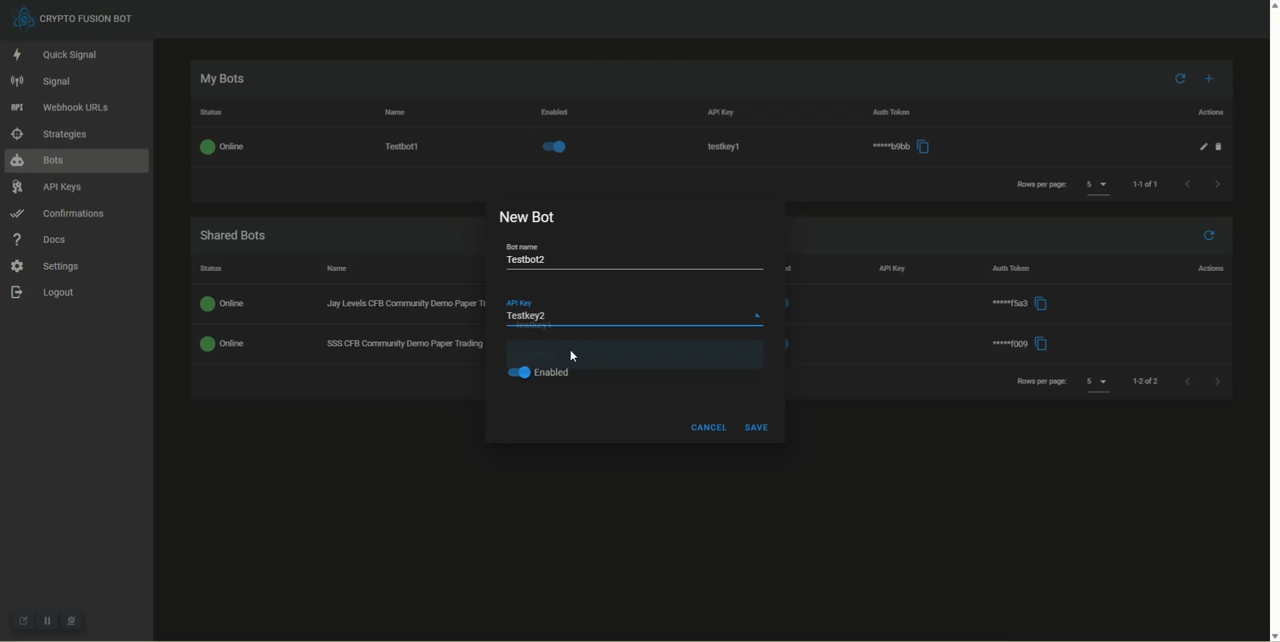 CRYPTO FUSION BOT
Quick Signal
Signal
API Webhook URLs
Strategies
Bots
API Keys
Confirmations
? Docs
Settings
Logout
My Bots
Status Name Enabled API Key Auth Token Actions
Online Testbot1 testkey1 *****b9bb
Rows per page: 5 1-1 of 1
Shared Bots
Status Name ed API Key Auth Token Actions
Online Jay Levels CFB Community Demo Paper Tr *****f5a3
Online SSS CFB Community Demo Paper Trading *****f009
Rows per page: 5 1-2 of 2
New Bot
Bot name
Testbot2
API Key
Testkey2
Testkey1
Enabled
CANCEL SAVE